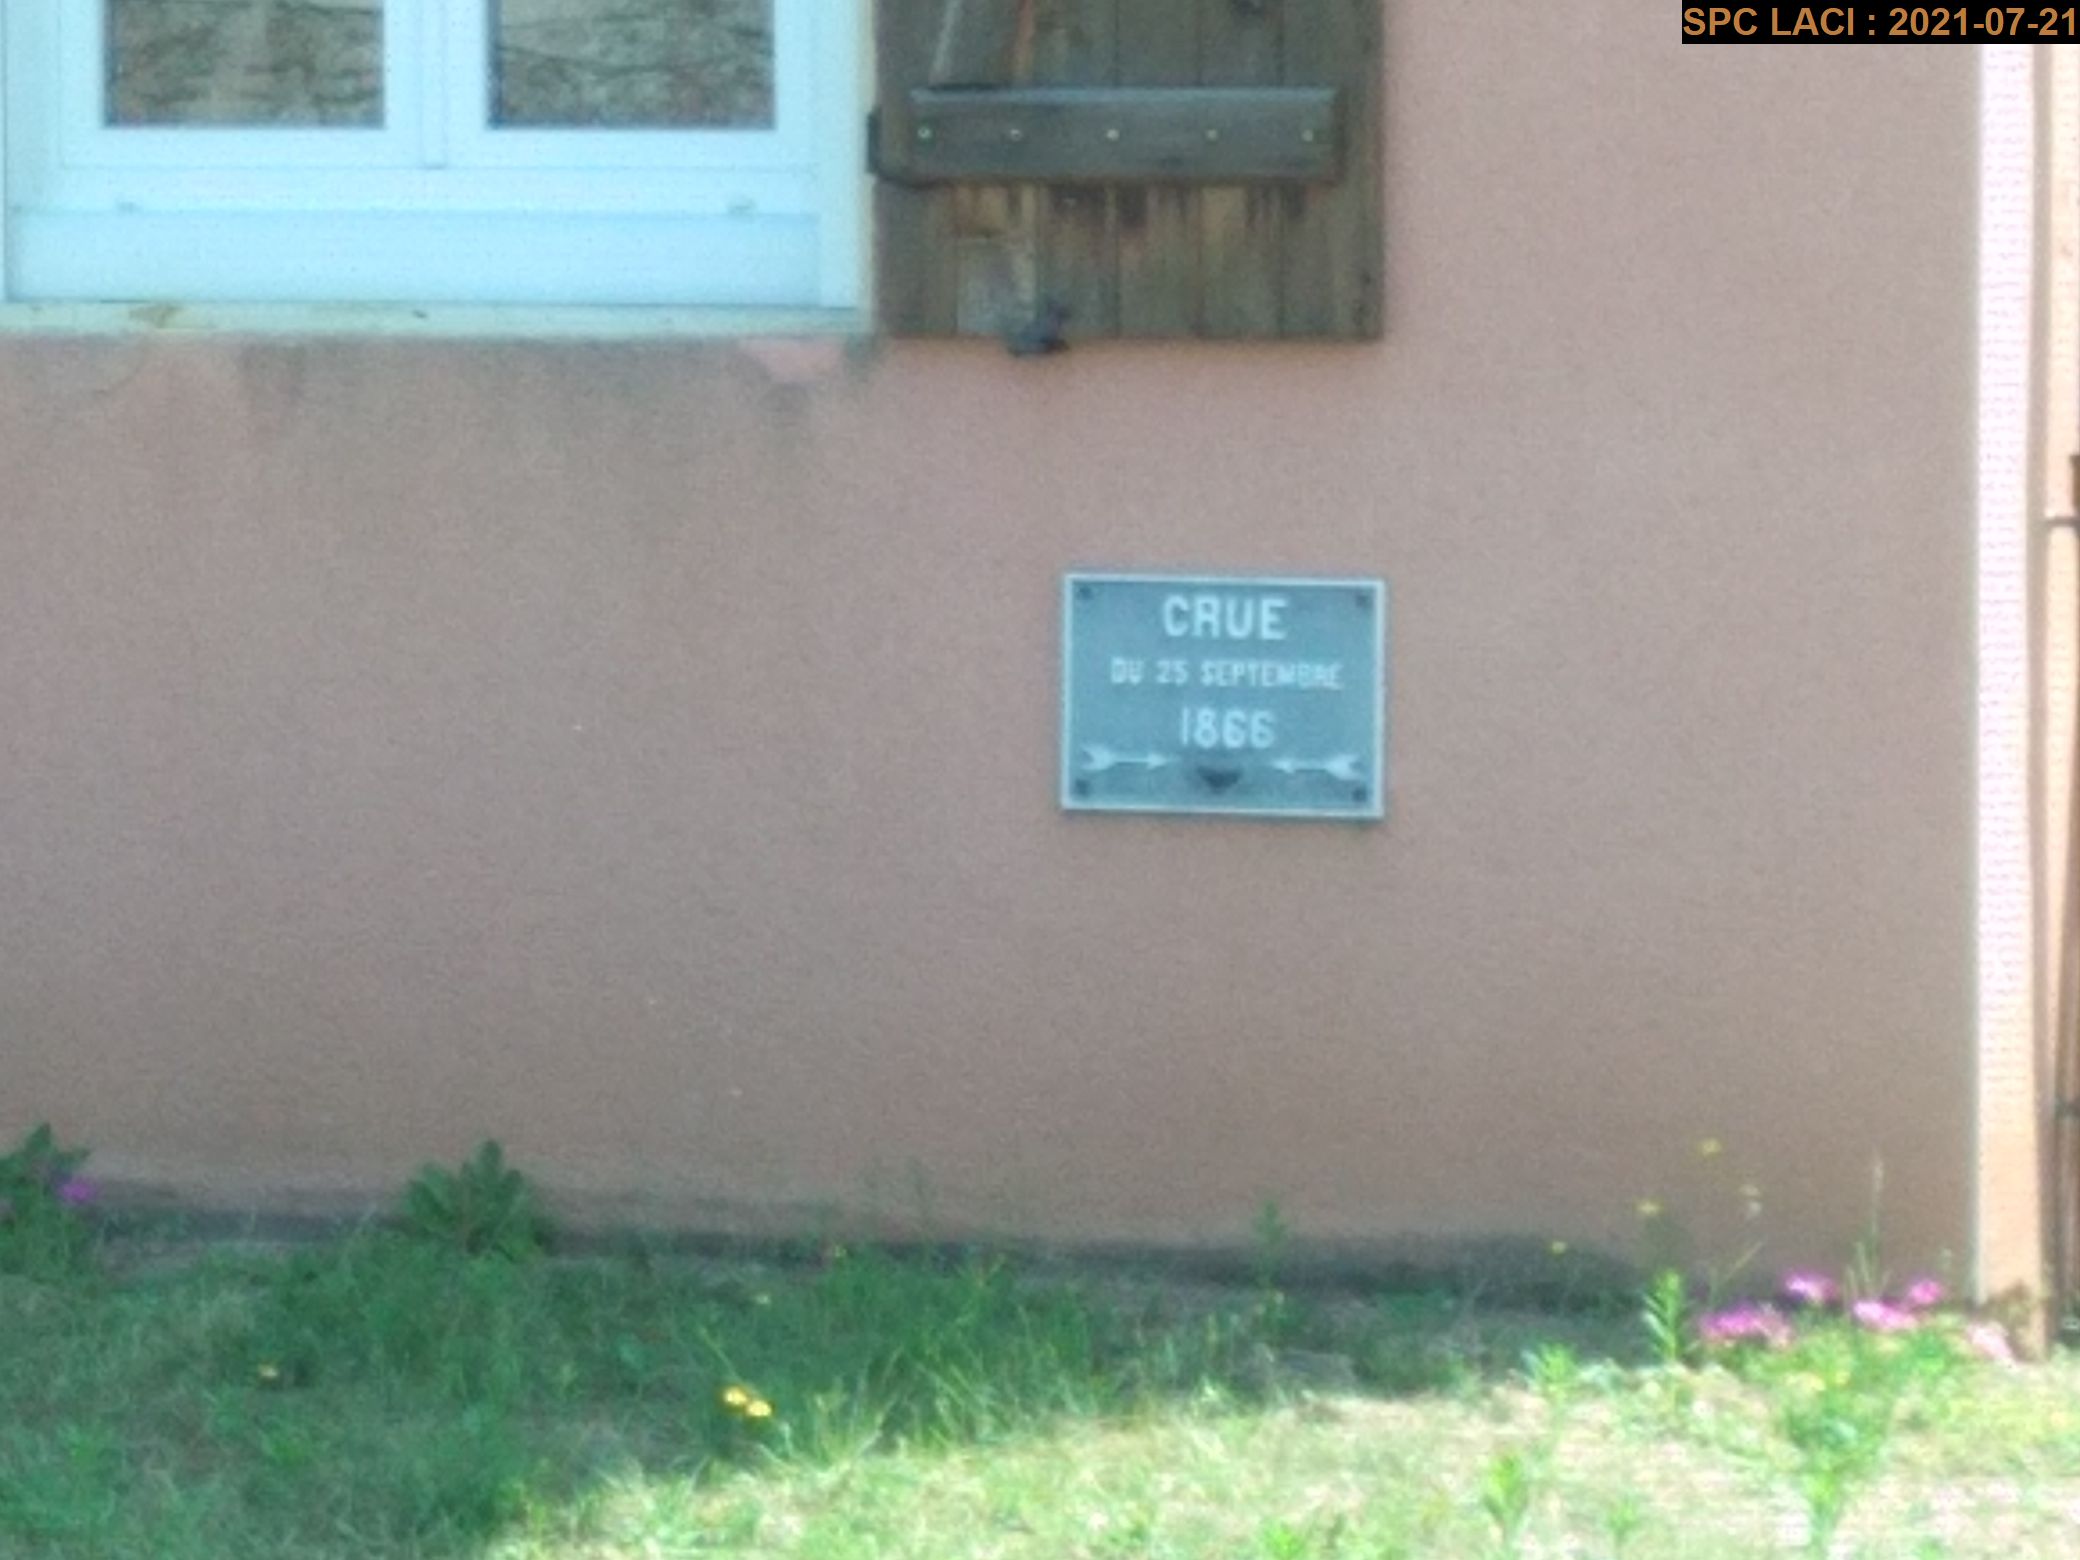 SPC LACI : 2021-07-21
CRUE
DU 25 SEPTEMBRE
1866